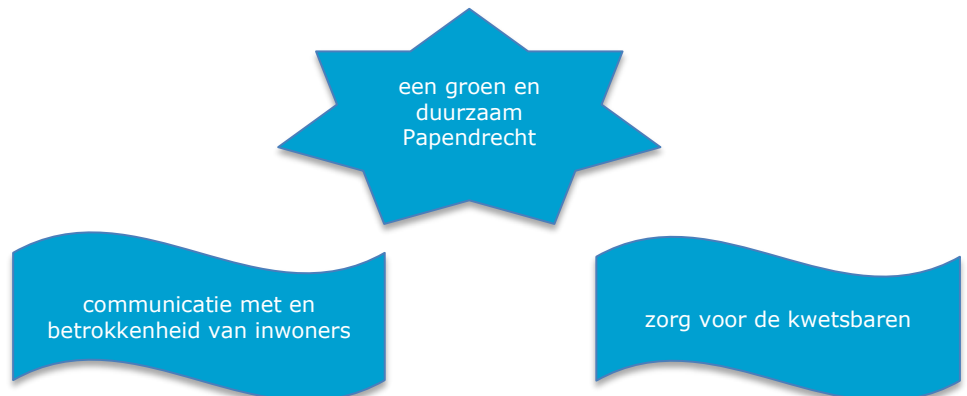 een groen en
duurzaam
Papendrecht
communicatie met en
betrokkenheid van inwoners
zorg voor de kwetsbaren